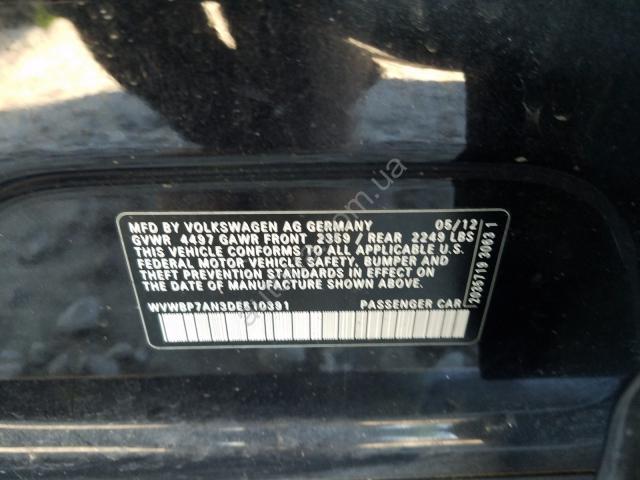 MFD BY VOLKSWAGEN AG GERMANY 05/12
GVWR 4497 GAWR FRONT 2359 / REAR 2249 LBS
THIS VEHICLE CONFORMS TO ALL APPLICABLE U.S.
FEDERAL MOTOR VEHICLE SAFETY, BUMPER AND
THEFT PREVENTION STANDARDS IN EFFECT ON
THE DATE OF MANUFACTURE SHOWN ABOVE.
WVWBP7AN3DE510391 PASSENGER CAR